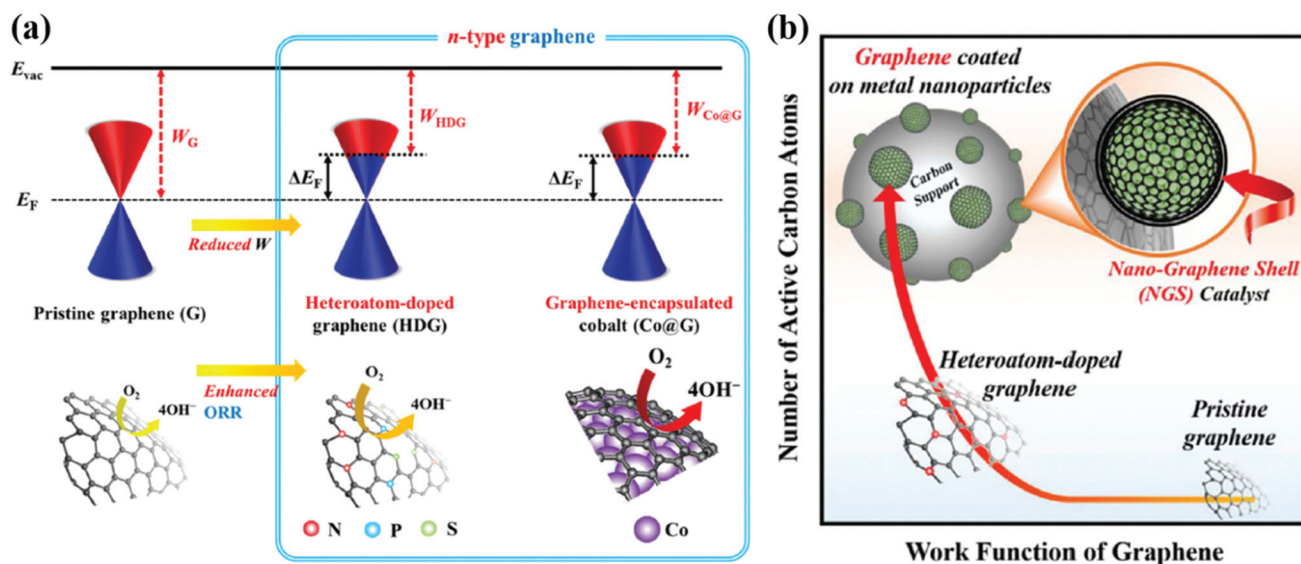 (a)
n-type graphene
E_vac
W_G
W_HDG
W_Co@G
ΔE_F
ΔE_F
E_F
Reduced W
Pristine graphene (G)
Heteroatom-doped
graphene (HDG)
Graphene-encapsulated
cobalt (Co@G)
O₂
4OH⁻
Enhanced
ORR
O₂
4OH⁻
O₂
4OH⁻
N
P
S
Co
(b)
Number of Active Carbon Atoms
Graphene coated
on metal nanoparticles
Carbon
Support
Nano-Graphene Shell
(NGS) Catalyst
Heteroatom-doped
graphene
Pristine
graphene
Work Function of Graphene